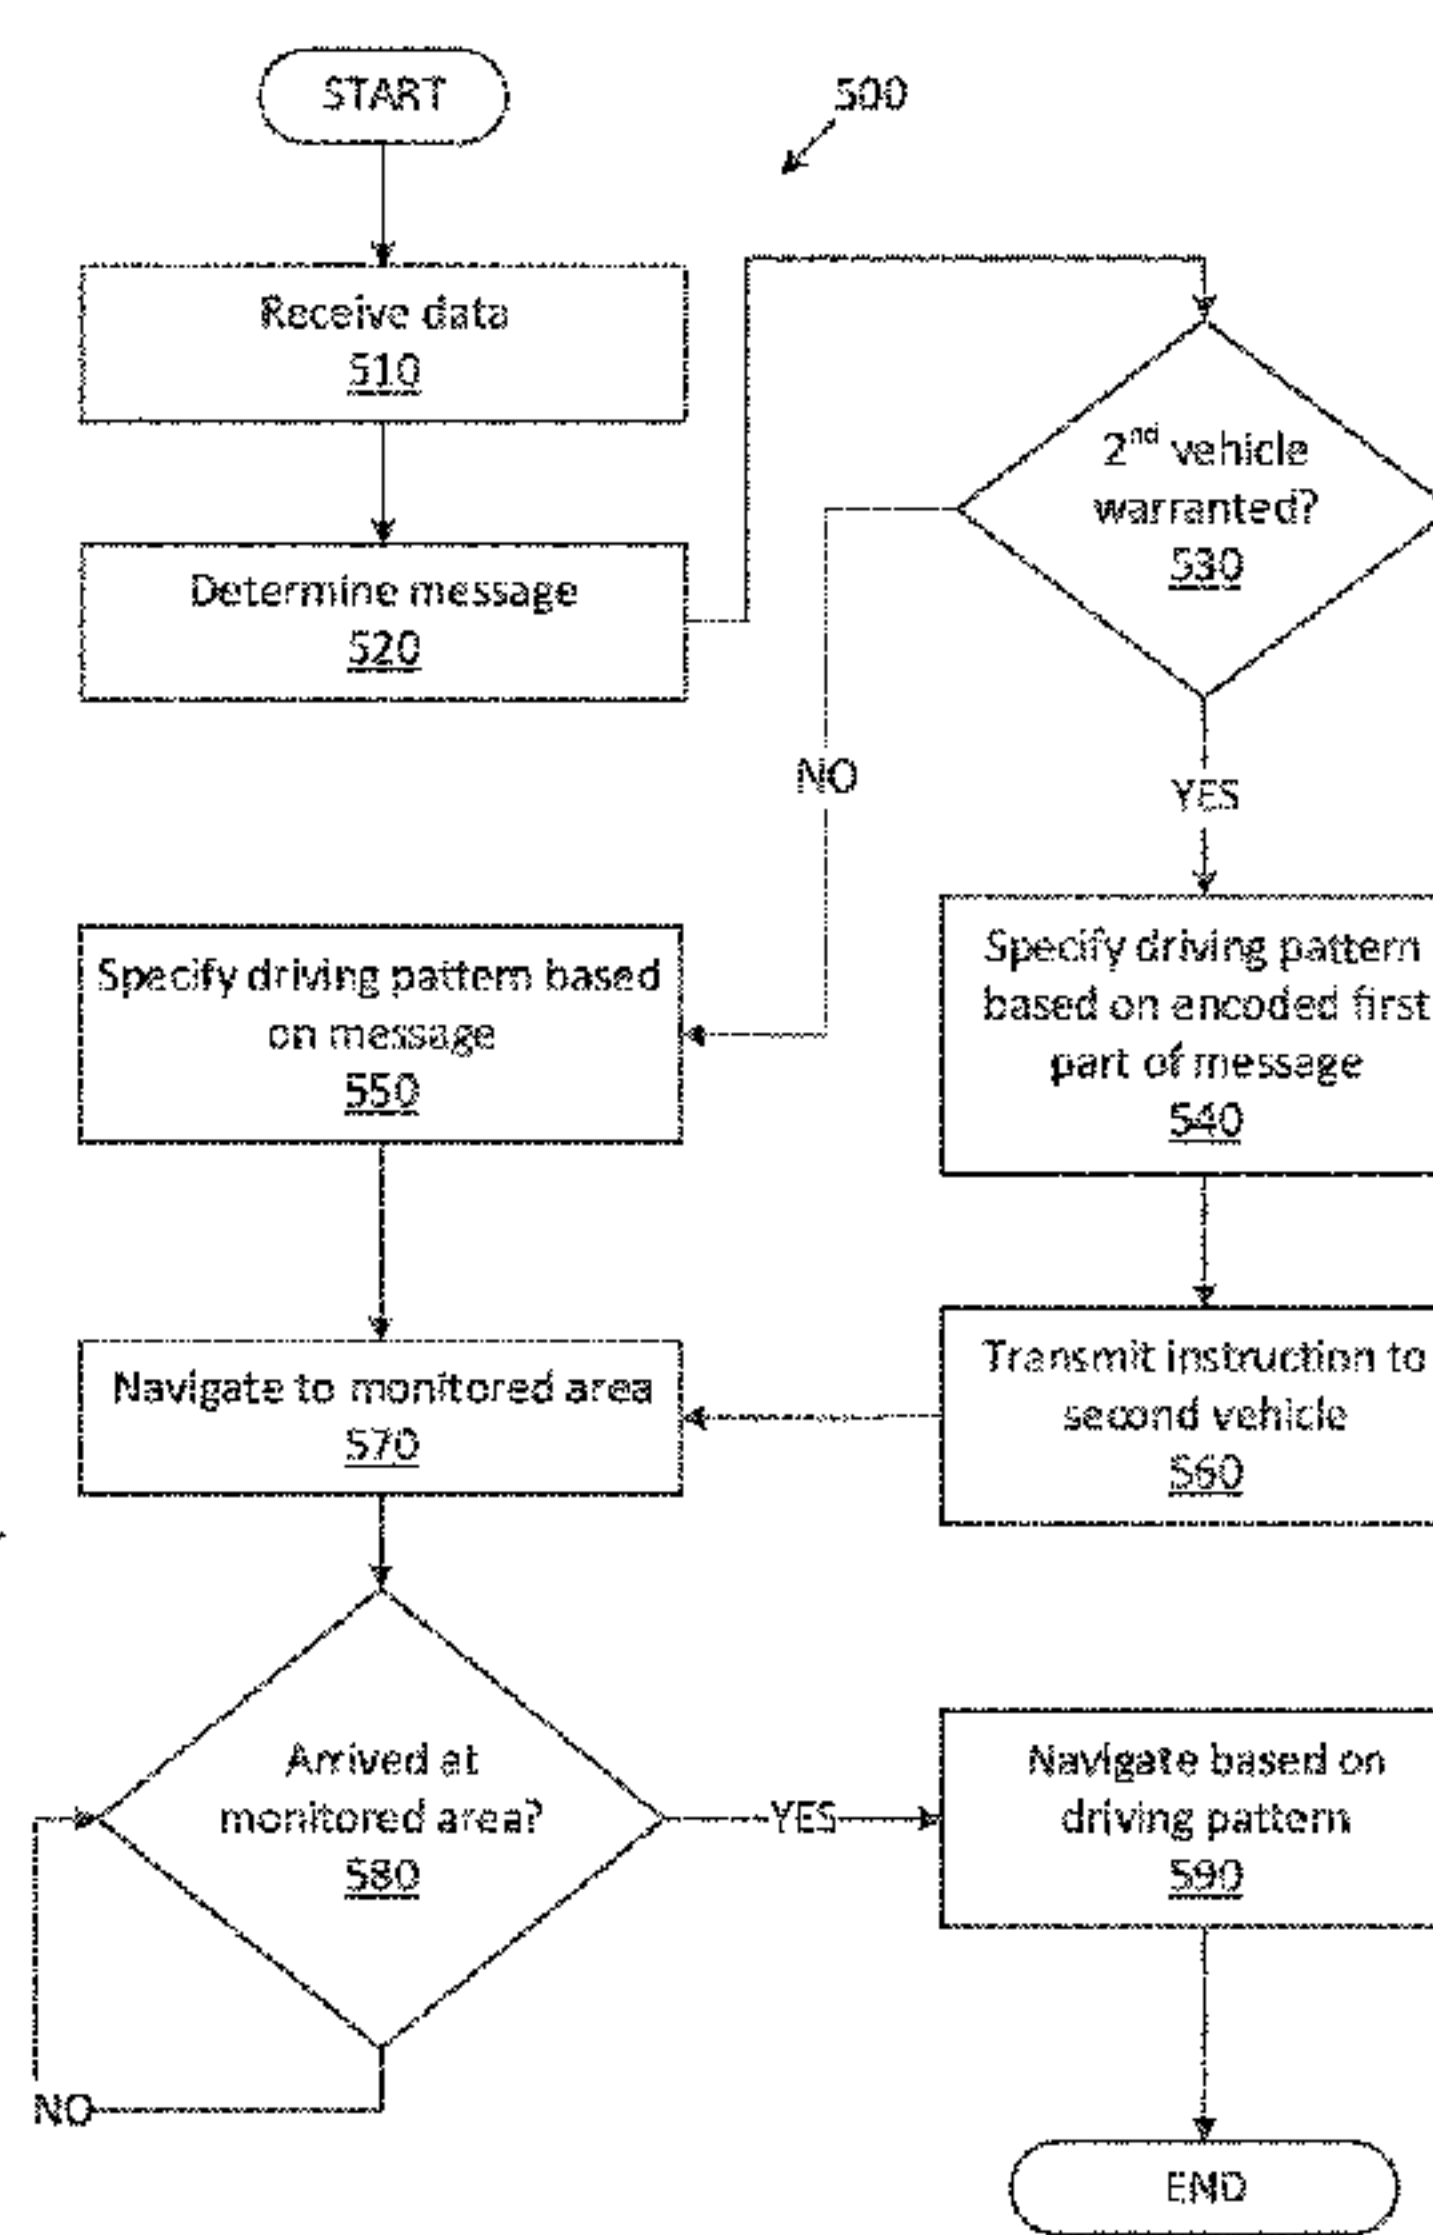 START
500
Receive data
510
Determine message
520
2nd vehicle
warranted?
530
NO
YES
Specify driving pattern
based on encoded first
part of message
540
Specify driving pattern based
on message
550
Transmit instruction to
second vehicle
560
Navigate to monitored area
570
Arrived at
monitored area?
580
YES
NO
Navigate based on
driving pattern
590
END